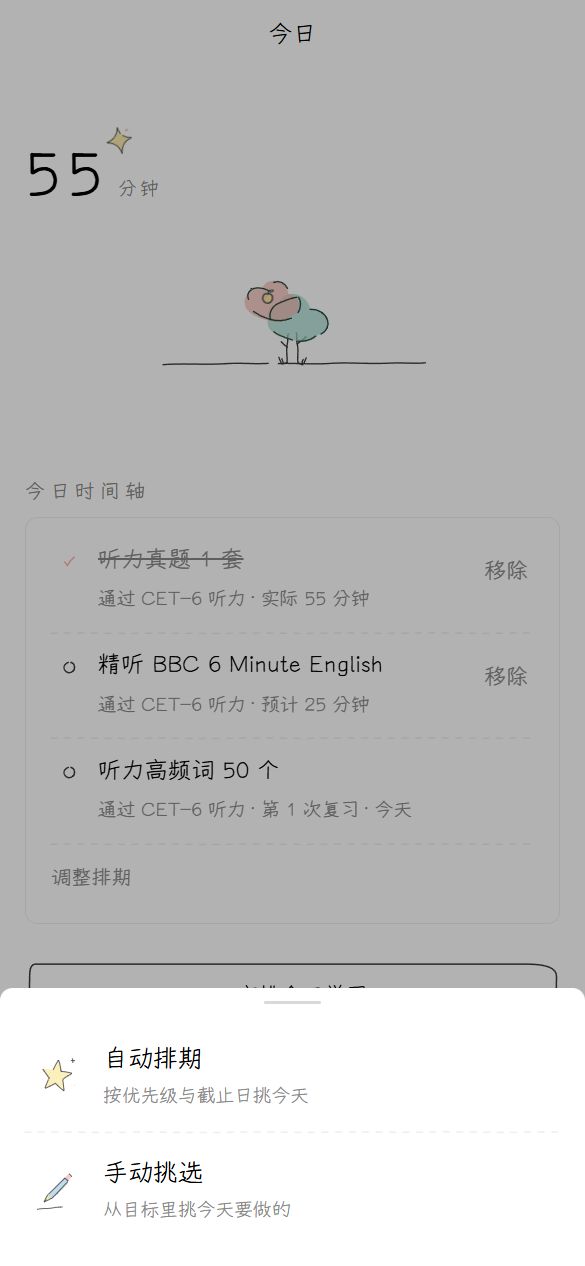 今日
55 分钟
今日时间轴
听力真题 1 套
移除
通过 CET-6 听力 · 实际 55 分钟
精听 BBC 6 Minute English
移除
通过 CET-6 听力 · 预计 25 分钟
听力高频词 50 个
通过 CET-6 听力 · 第 1 次复习 · 今天
调整排期
自动排期
按优先级与截止日挑今天
手动挑选
从目标里挑今天要做的